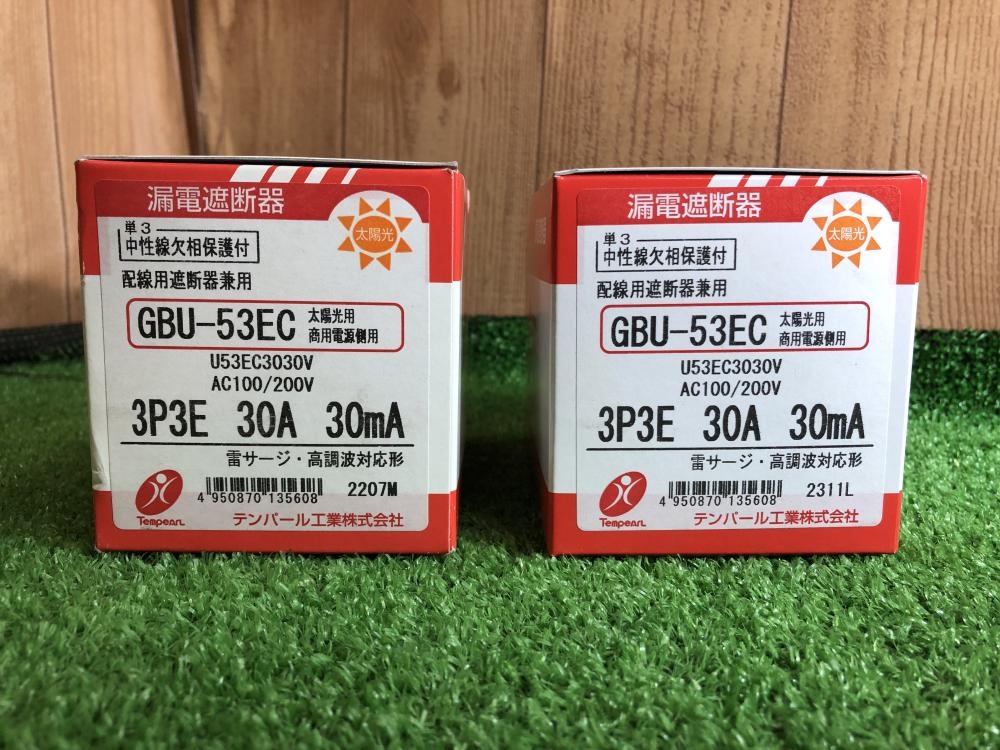 漏電遮断器
太陽光
単3
中性線欠相保護付
配線用遮断器兼用
GBU-53EC 太陽光用
商用電源側用
U53EC3030V
AC100/200V
3P3E 30A 30mA
雷サージ・高調波対応形
4 950870 135608 2207M
Tempearl テンパール工業株式会社
漏電遮断器
太陽光
単3
中性線欠相保護付
配線用遮断器兼用
GBU-53EC 太陽光用
商用電源側用
U53EC3030V
AC100/200V
3P3E 30A 30mA
雷サージ・高調波対応形
4 950870 135608 2311L
Tempearl テンパール工業株式会社